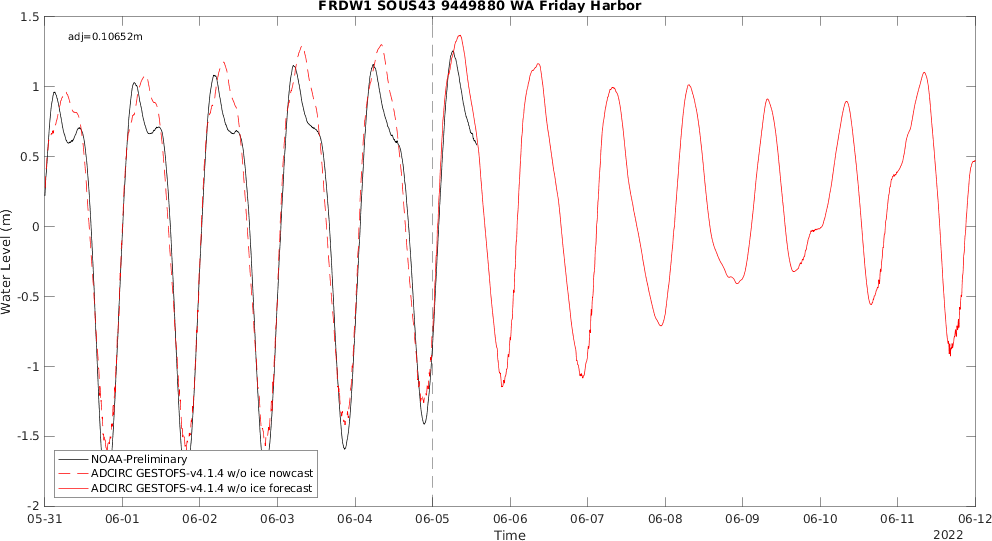 FRDW1 SOUS43 9449880 WA Friday Harbor
adj=0.10652m
1.5
1
0.5
0
-0.5
-1
-1.5
-2
Water Level (m)
NOAA-Preliminary
ADCIRC GESTOFS-v4.1.4 w/o ice nowcast
ADCIRC GESTOFS-v4.1.4 w/o ice forecast
05-31 06-01 06-02 06-03 06-04 06-05 06-06 06-07 06-08 06-09 06-10 06-11 06-12
Time
2022